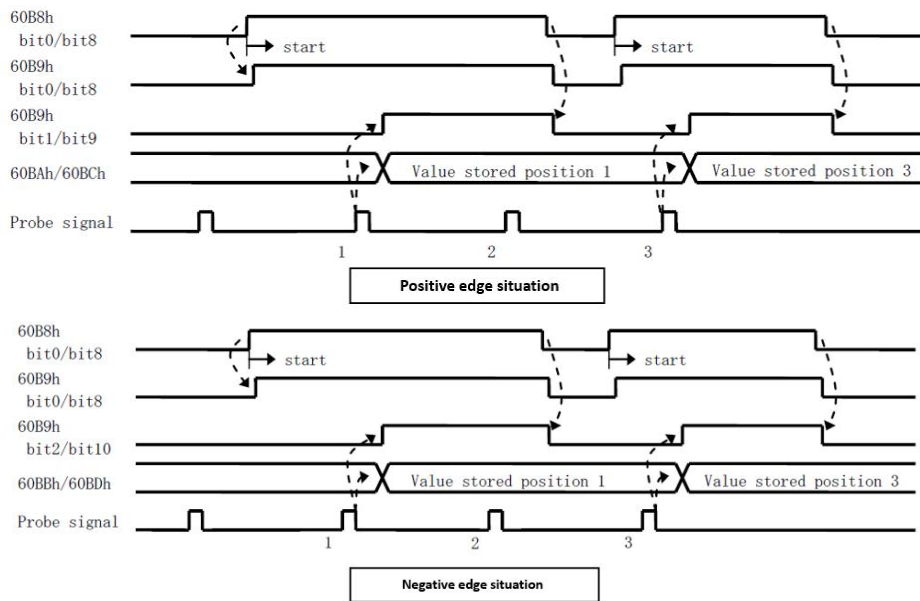 60B8h
bit0/bit8
start
start
60B9h
bit0/bit8
60B9h
bit1/bit9
60BAh/60BCh
Value stored position 1
Value stored position 3
Probe signal
1
2
3
Positive edge situation
60B8h
bit0/bit8
start
start
60B9h
bit0/bit8
60B9h
bit2/bit10
60BBh/60BDh
Value stored position 1
Value stored position 3
Probe signal
1
2
3
Negative edge situation